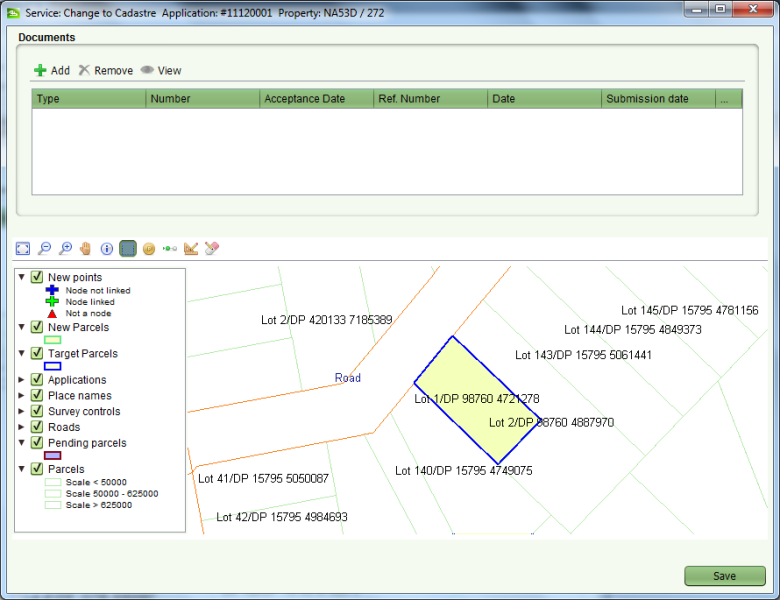 Service: Change to Cadastre Application: #11120001 Property: NA53D / 272
Documents
Add Remove View
Type Number Acceptance Date Ref. Number Date Submission date ...
New points
Node not linked
Node linked
Not a node
New Parcels
Target Parcels
Applications
Place names
Survey controls
Roads
Pending parcels
Parcels
Scale < 50000
Scale 50000 - 625000
Scale > 625000
Lot 2/DP 420133 7185389
Lot 145/DP 15795 4781156
Lot 144/DP 15795 4849373
Lot 143/DP 15795 5061441
Road
Lot 1/DP 98760 4721278
Lot 2/DP 98760 4887970
Lot 140/DP 15795 4749075
Lot 41/DP 15795 5050087
Lot 42/DP 15795 4984693
Save